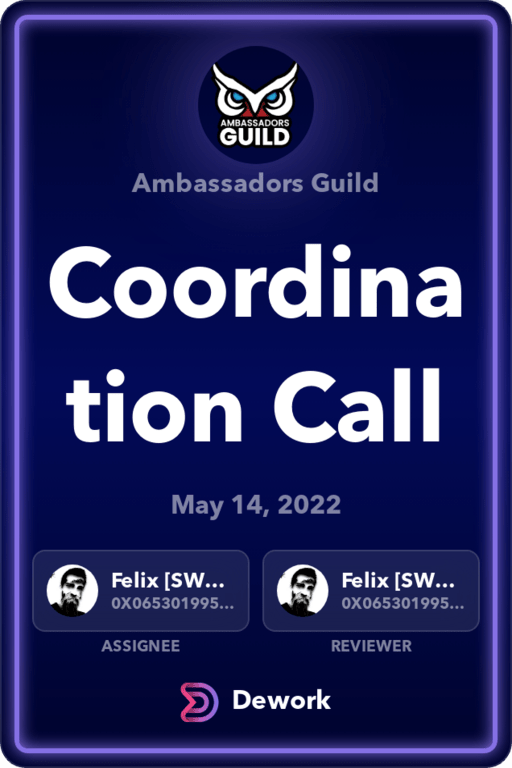 AMBASSADORS
GUILD
Ambassadors Guild
Coordina
tion Call
May 14, 2022
Felix [SW...
0X065301995...
ASSIGNEE
Felix [SW...
0X065301995...
REVIEWER
Dework